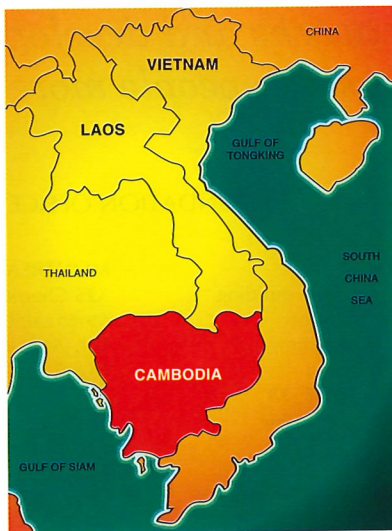 CHINA
VIETNAM
LAOS
GULF OF
TONGKING
SOUTH
CHINA
SEA
THAILAND
CAMBODIA
GULF OF SIAM